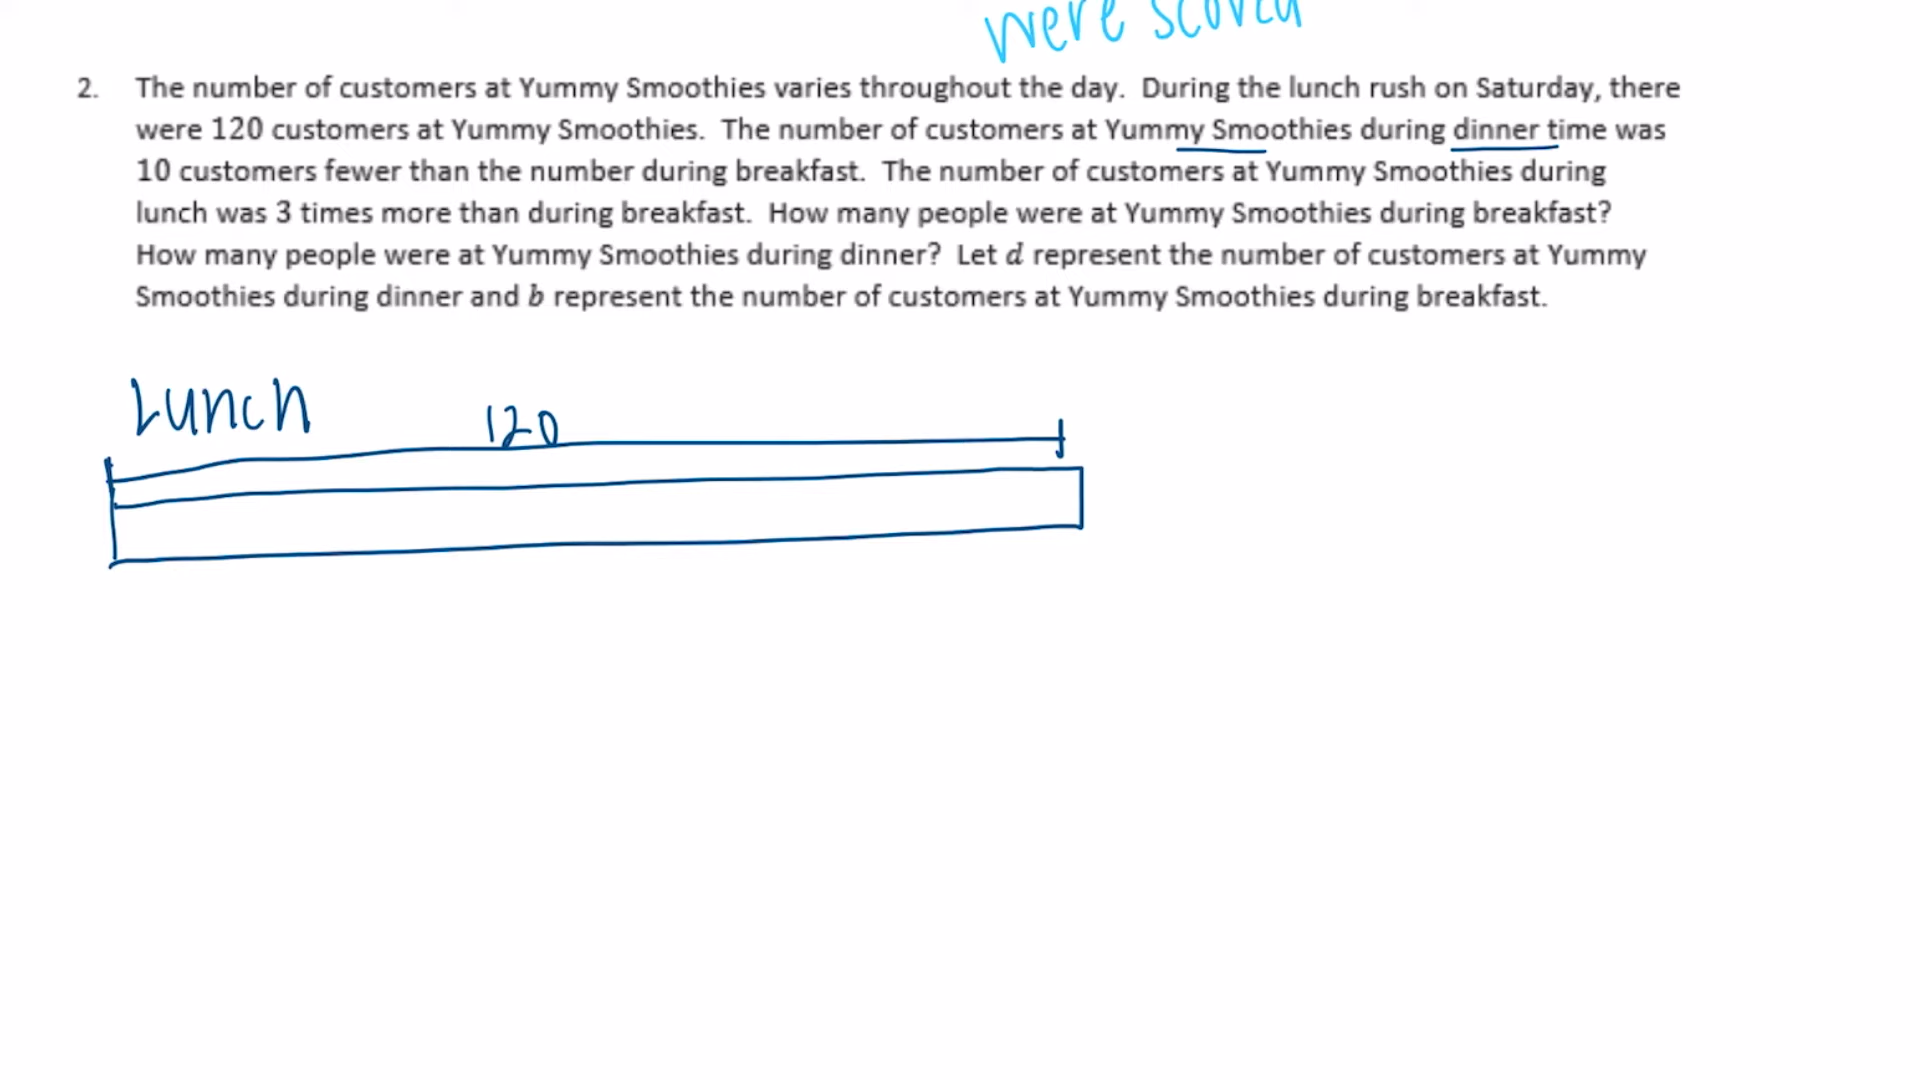 were scored
2. The number of customers at Yummy Smoothies varies throughout the day. During the lunch rush on Saturday, there
were 120 customers at Yummy Smoothies. The number of customers at Yummy Smoothies during dinner time was
10 customers fewer than the number during breakfast. The number of customers at Yummy Smoothies during
lunch was 3 times more than during breakfast. How many people were at Yummy Smoothies during breakfast?
How many people were at Yummy Smoothies during dinner? Let d represent the number of customers at Yummy
Smoothies during dinner and b represent the number of customers at Yummy Smoothies during breakfast.
Lunch
120